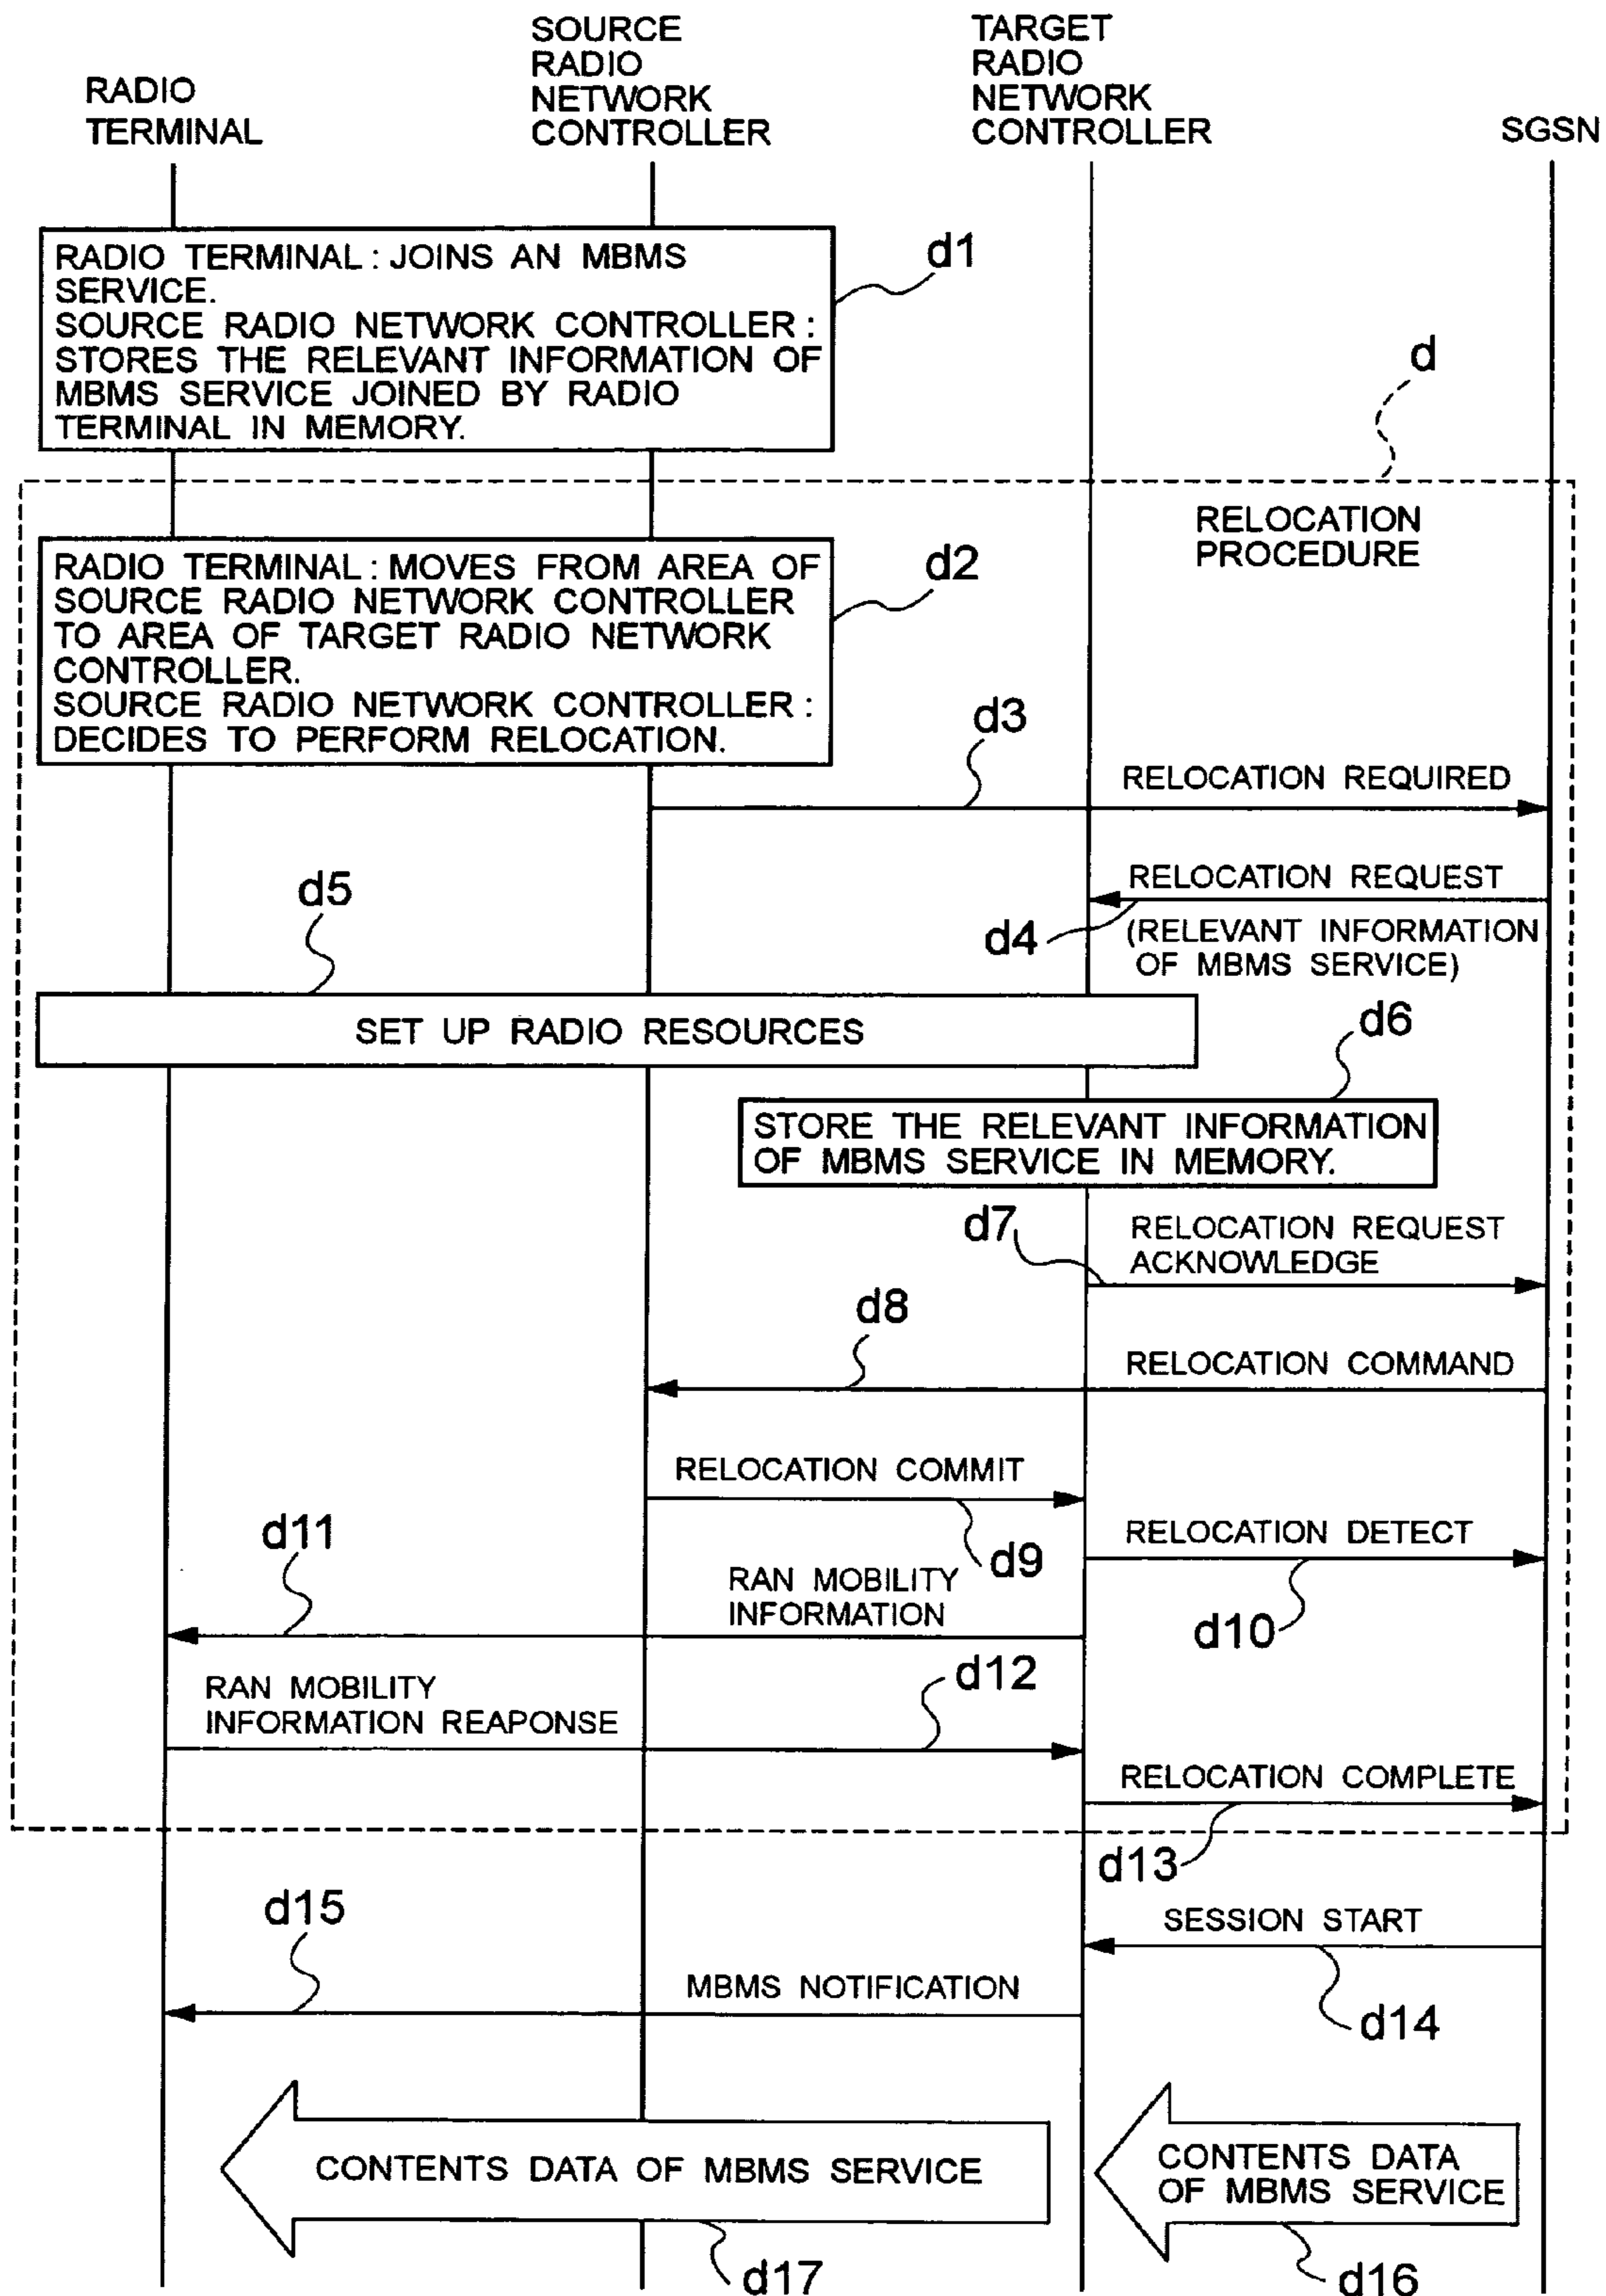 RADIO
TERMINAL
SOURCE
RADIO
NETWORK
CONTROLLER
TARGET
RADIO
NETWORK
CONTROLLER
SGSN
RADIO TERMINAL : JOINS AN MBMS
SERVICE.
SOURCE RADIO NETWORK CONTROLLER :
STORES THE RELEVANT INFORMATION OF
MBMS SERVICE JOINED BY RADIO
TERMINAL IN MEMORY.
d1
d
RELOCATION
PROCEDURE
RADIO TERMINAL : MOVES FROM AREA OF
SOURCE RADIO NETWORK CONTROLLER
TO AREA OF TARGET RADIO NETWORK
CONTROLLER.
SOURCE RADIO NETWORK CONTROLLER :
DECIDES TO PERFORM RELOCATION.
d2
d3
RELOCATION REQUIRED
RELOCATION REQUEST
d4
(RELEVANT INFORMATION
OF MBMS SERVICE)
d5
SET UP RADIO RESOURCES
d6
STORE THE RELEVANT INFORMATION
OF MBMS SERVICE IN MEMORY.
d7
RELOCATION REQUEST
ACKNOWLEDGE
d8
RELOCATION COMMAND
RELOCATION COMMIT
d9
RELOCATION DETECT
d10
d11
RAN MOBILITY
INFORMATION
d12
RAN MOBILITY
INFORMATION REAPONSE
RELOCATION COMPLETE
d13
SESSION START
d14
d15
MBMS NOTIFICATION
CONTENTS DATA OF MBMS SERVICE
d17
CONTENTS DATA
OF MBMS SERVICE
d16